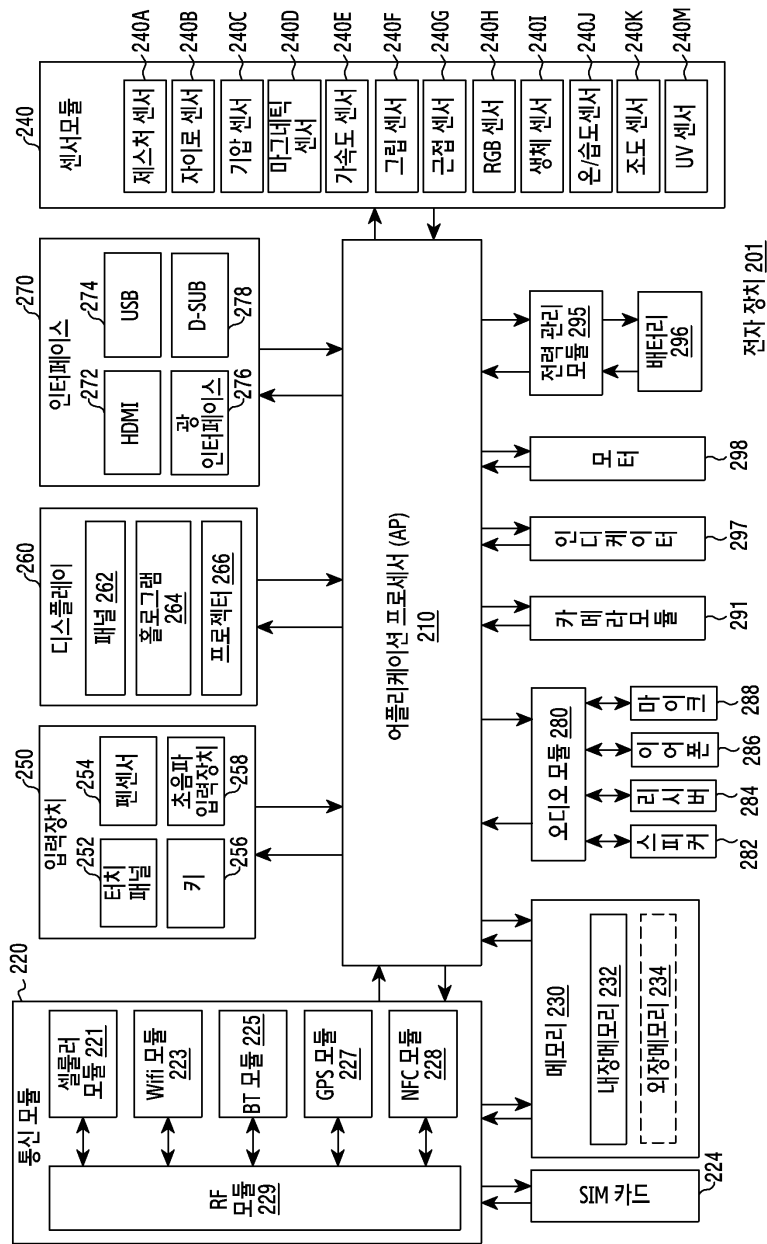 전자 장치 201
통신 모듈
220
RF
모듈
229
셀룰러
모듈 221
Wifi 모듈
223
BT 모듈 225
GPS 모듈
227
NFC 모듈
228
SIM 카드
224
메모리 230
내장메모리 232
외장메모리 234
입력장치
250
252
터치
패널
254
펜센서
키
256
초음파
입력장치
258
디스플레이
260
패널 262
홀로그램
264
프로젝터 266
인터페이스
270
272
HDMI
274
USB
광
인터페이스
276
D-SUB
278
어플리케이션 프로세서 (AP)
210
오디오 모듈 280
스피커
282
리시버
284
이어폰
286
마이크
288
카메라모듈
291
인디케이터
297
모터
298
전력 관리
모듈 295
배터리
296
센서모듈
240
제스처 센서
240A
자이로 센서
240B
기압 센서
240C
마그네틱
센서
240D
가속도 센서
240E
그립 센서
240F
근접 센서
240G
RGB 센서
240H
생체 센서
240I
온/습도센서
240J
조도 센서
240K
UV 센서
240M